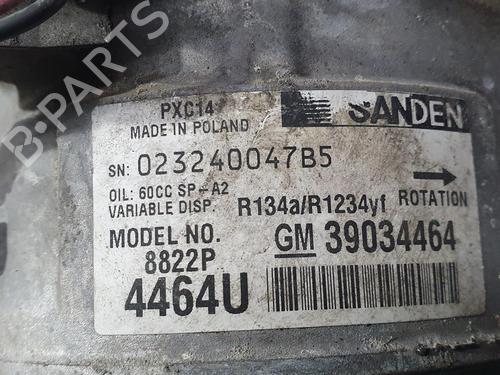 B-PARTS
PXC14
MADE IN POLAND
SANDEN
SN: 023240047B5
OIL: 60CC SP-A2
VARIABLE DISP. R134a/R1234yf ROTATION
MODEL NO. GM 39034464
8822P
4464U